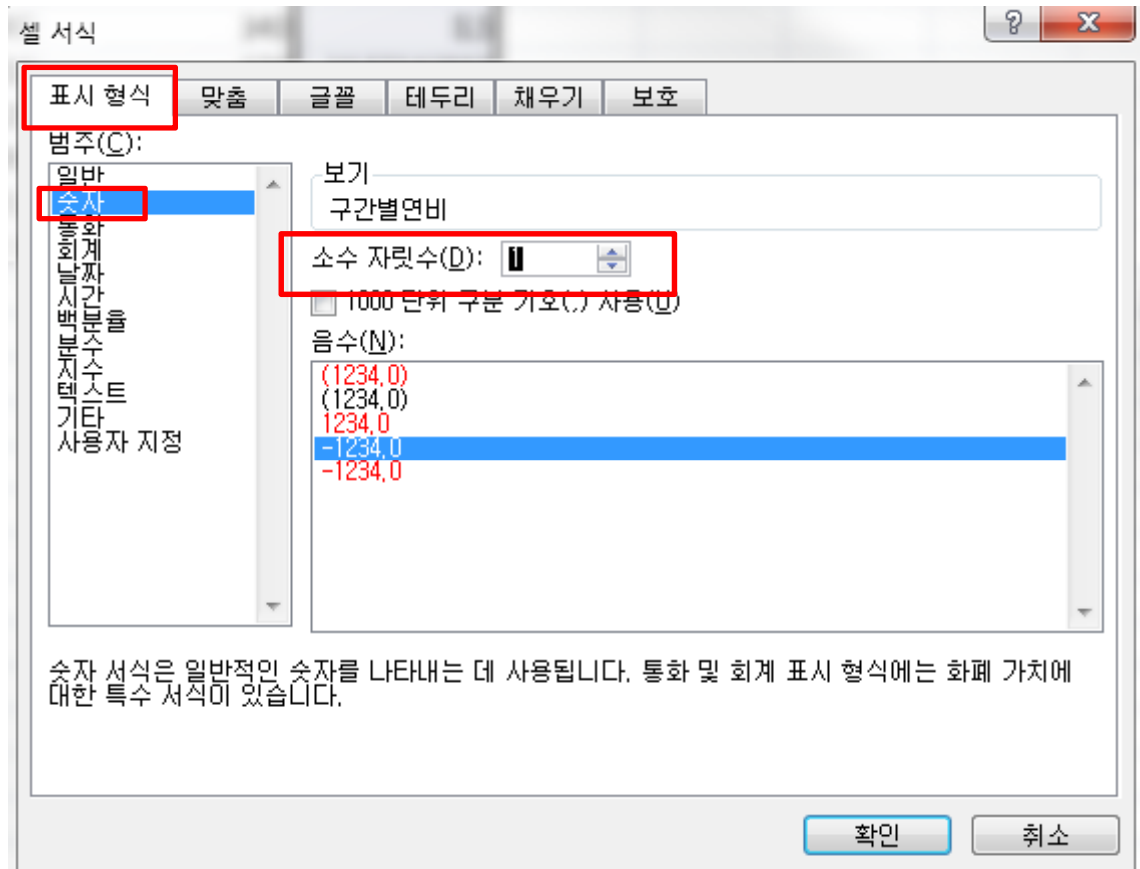 셀 서식
표시 형식 맞춤 글꼴 테두리 채우기 보호
범주(C):
일반
숫자
통화
회계
날짜
시간
백분율
분수
지수
텍스트
기타
사용자 지정
보기
구간별연비
소수 자릿수(D): 1
1000 단위 구분 기호(,) 사용(U)
음수(N):
(1234.0)
(1234.0)
1234.0
-1234.0
-1234.0
숫자 서식은 일반적인 숫자를 나타내는 데 사용됩니다. 통화 및 회계 표시 형식에는 화폐 가치에
대한 특수 서식이 있습니다.
확인 취소